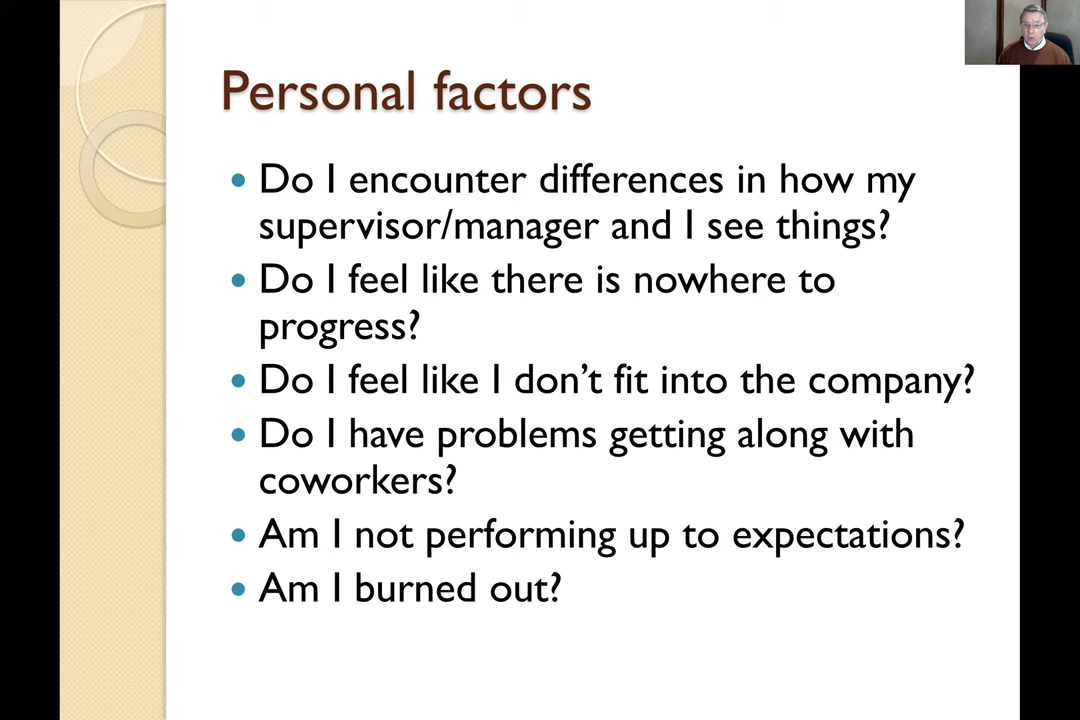 Personal factors
• Do I encounter differences in how my
supervisor/manager and I see things?
• Do I feel like there is nowhere to
progress?
• Do I feel like I don’t fit into the company?
• Do I have problems getting along with
coworkers?
• Am I not performing up to expectations?
• Am I burned out?